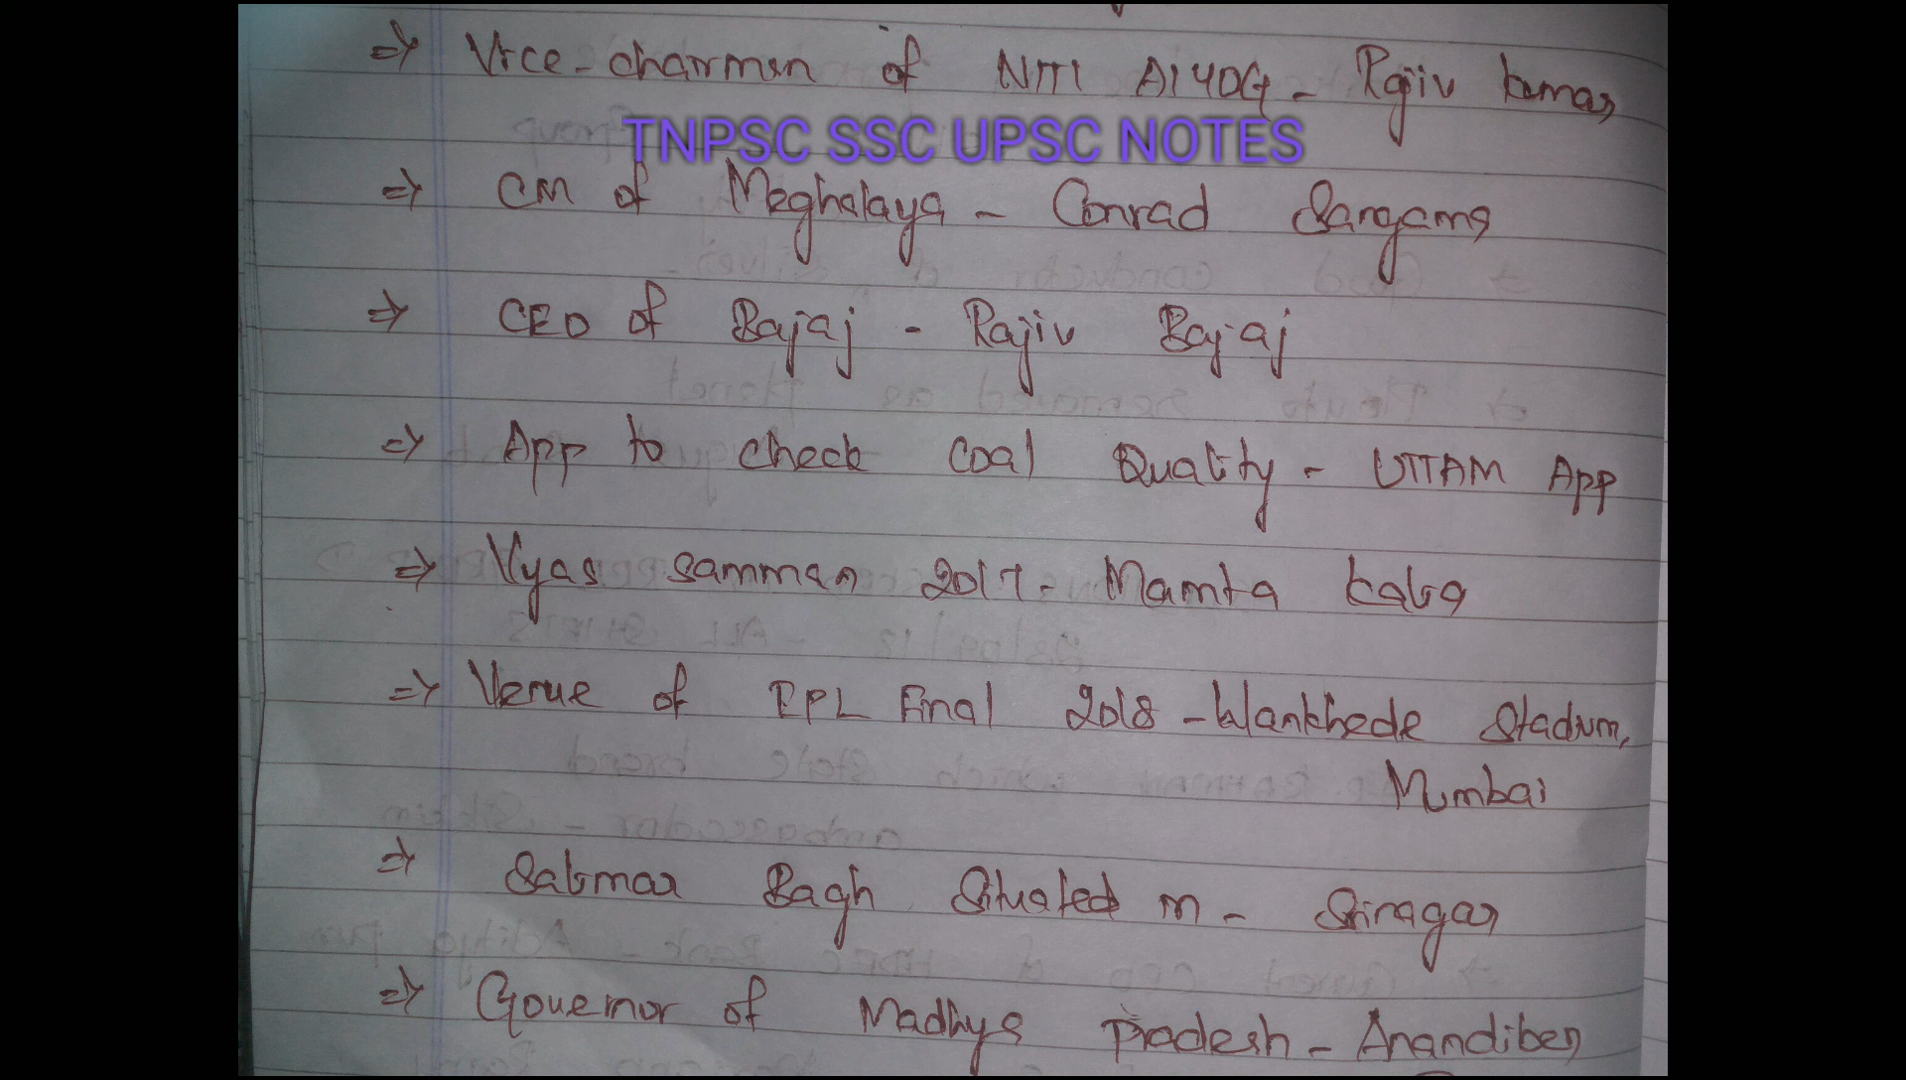 ⇒ Vice-chairman of NITI AIYOG - Rajiv kumar
TNPSC SSC UPSC NOTES
⇒ CM of Meghalaya - Conrad Sangama
⇒ CEO of Bajaj - Rajiv Bajaj
⇒ App to check Coal Quality - UTTAM App
⇒ Vyas samman 2017 - Mamta kalia
⇒ Venue of IPL Final 2018 - Wankhede Stadium,
Mumbai
⇒ Salimar Bagh Situated in - Srinagar
⇒ Governor of Madhya Pradesh - Anandiben